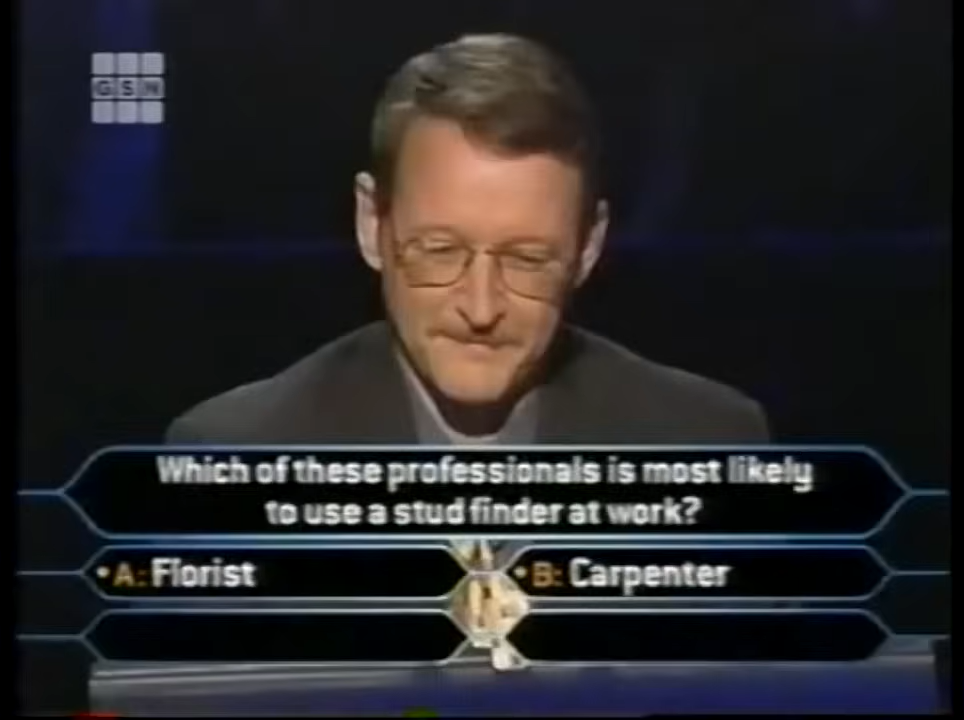 GSN
Which of these professionals is most likely
to use a stud finder at work?
A: Florist
B: Carpenter